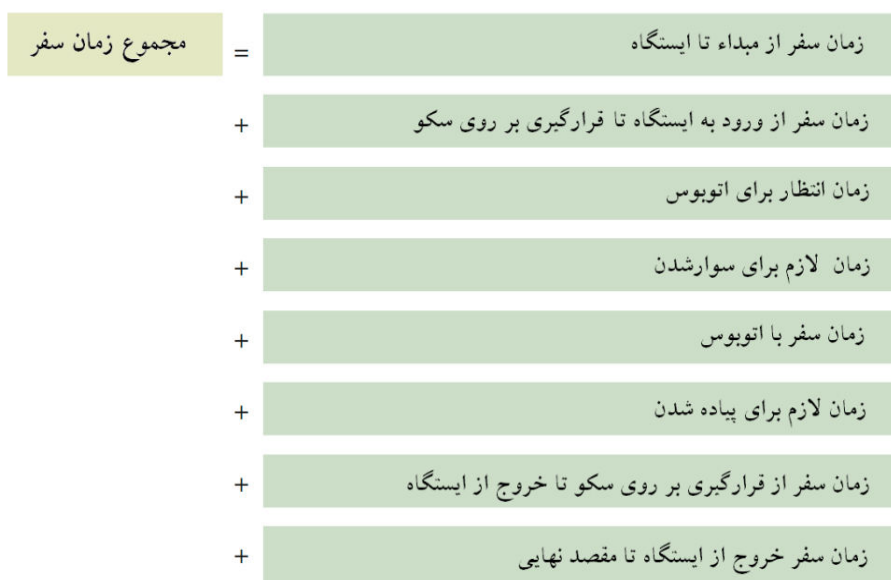 مجموع زمان سفر
= زمان سفر از مبداء تا ایستگاه
+ زمان سفر از ورود به ایستگاه تا قرارگیری بر روی سکو
+ زمان انتظار برای اتوبوس
+ زمان لازم برای سوارشدن
+ زمان سفر با اتوبوس
+ زمان لازم برای پیاده شدن
+ زمان سفر از قرارگیری بر روی سکو تا خروج از ایستگاه
+ زمان سفر خروج از ایستگاه تا مقصد نهایی